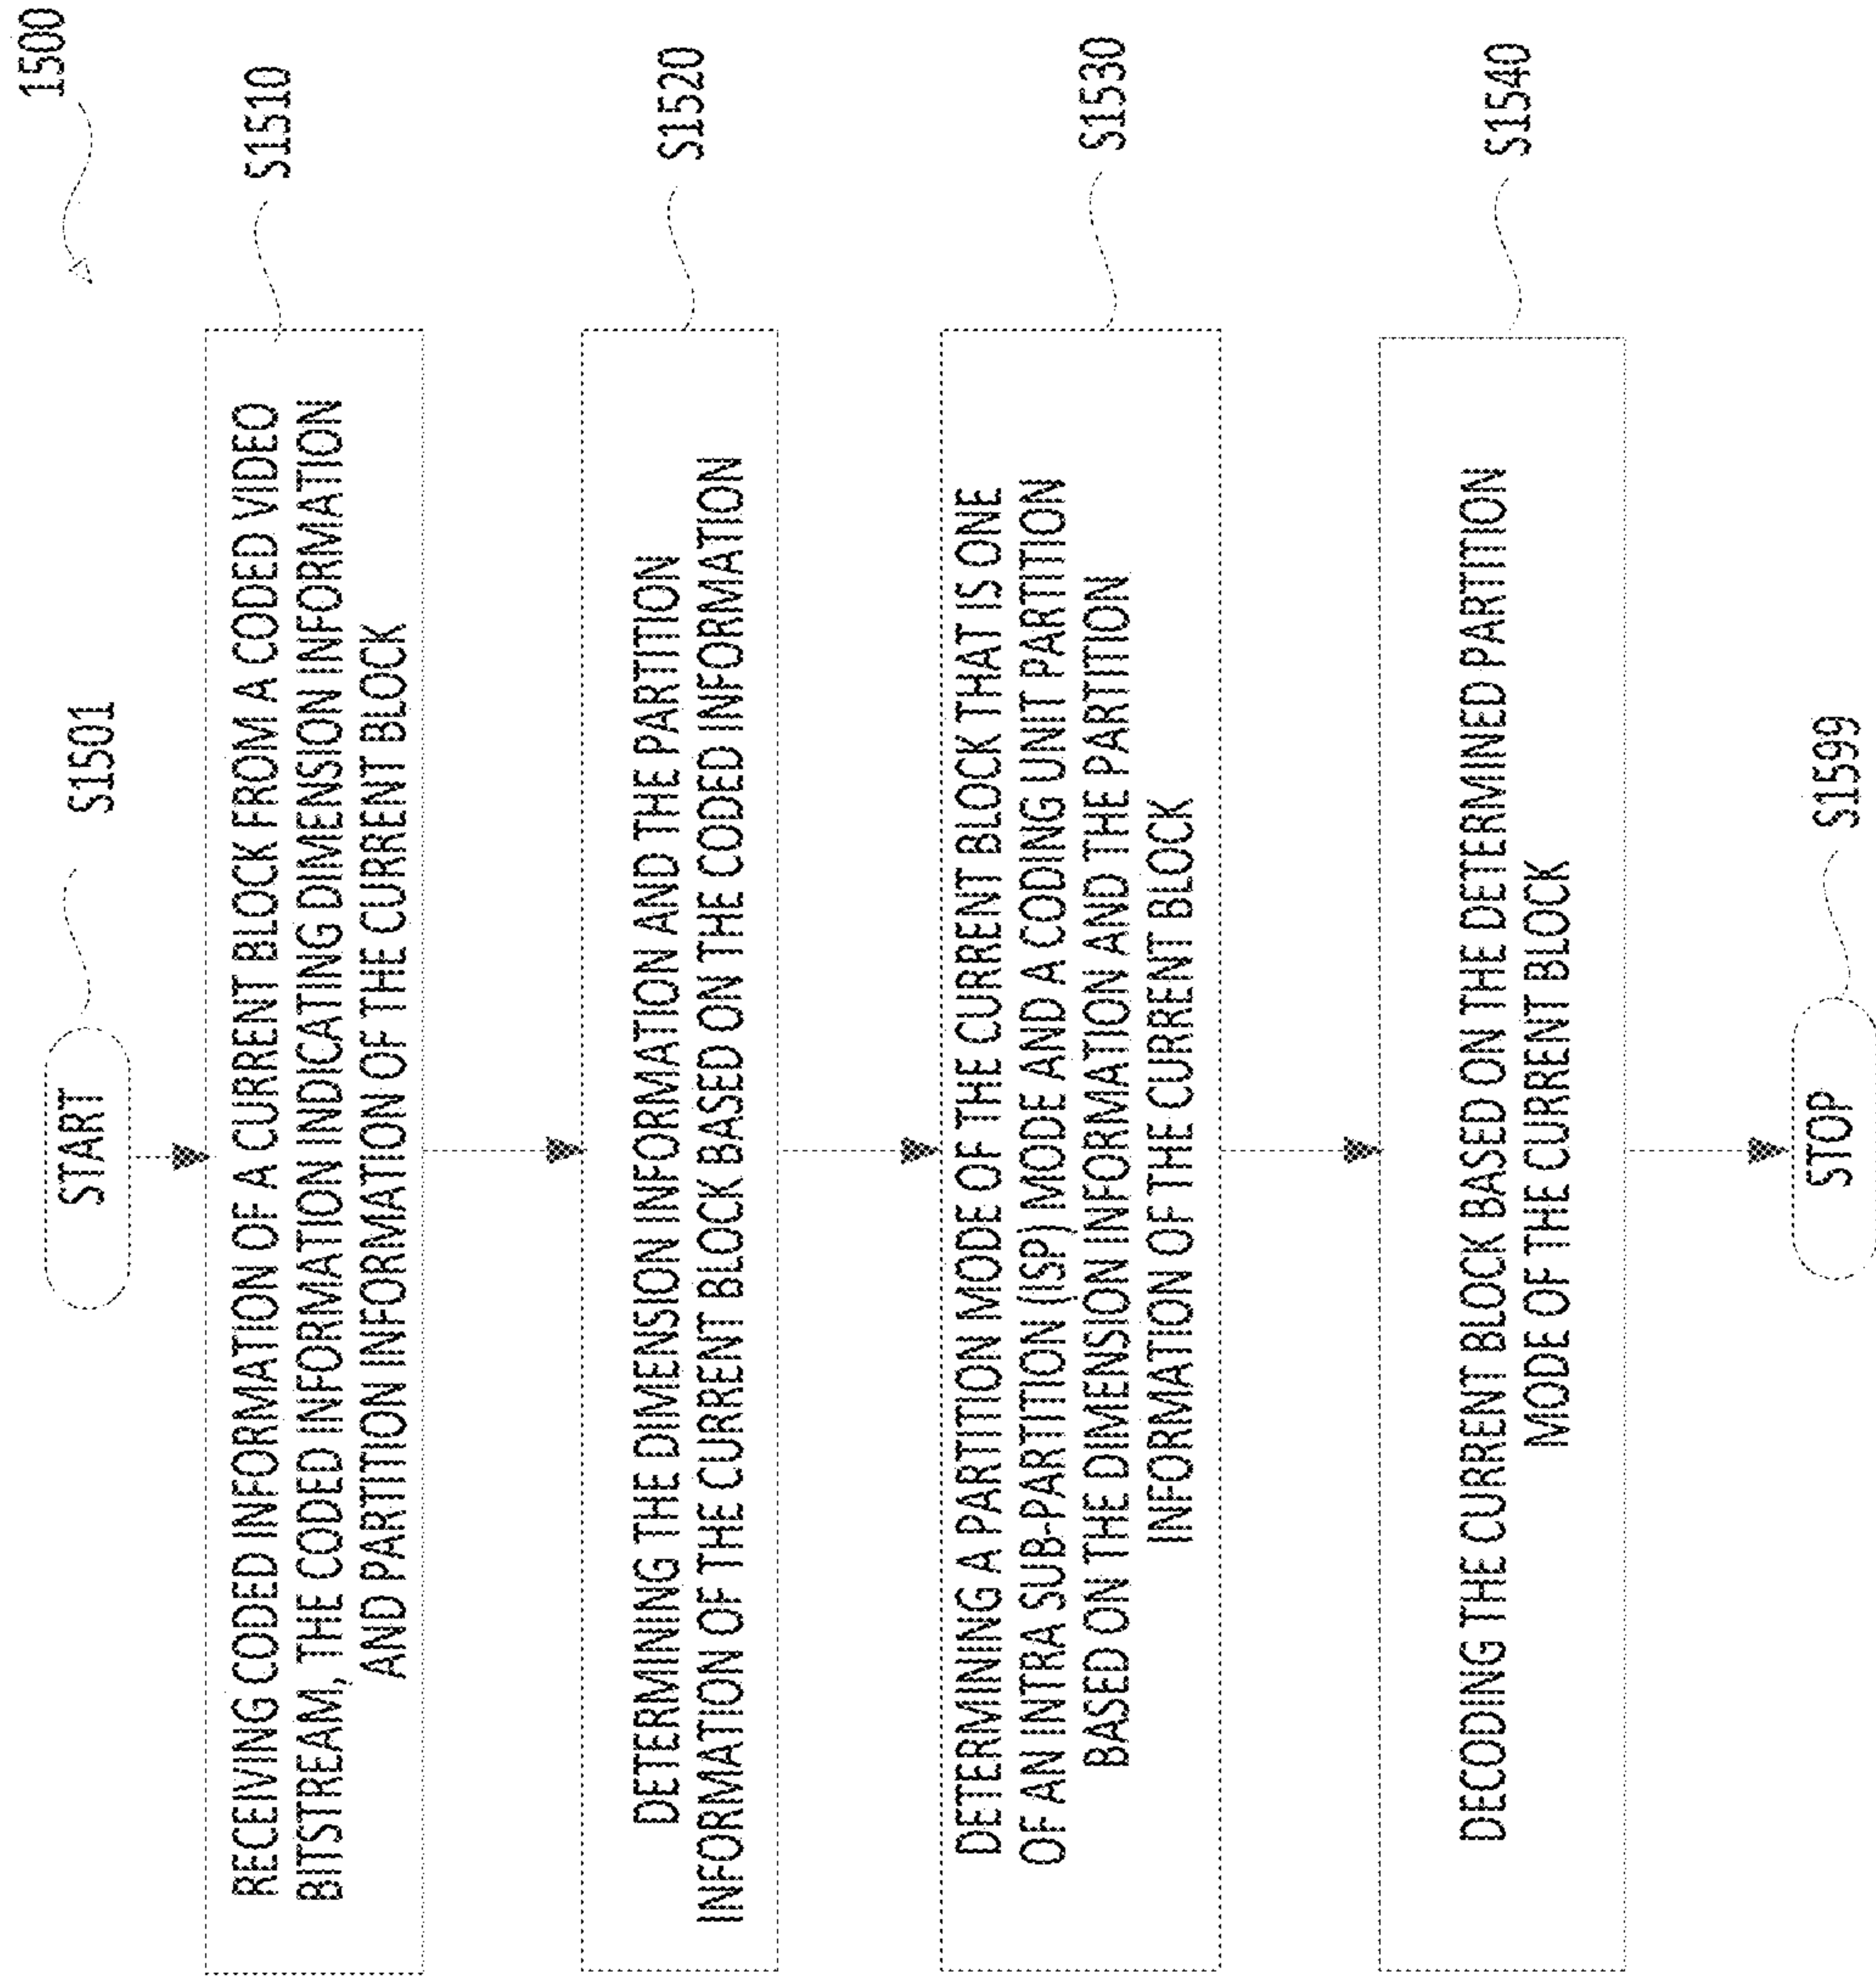 1500
START
S1501
RECEIVING CODED INFORMATION OF A CURRENT BLOCK FROM A CODED VIDEO
BITSTREAM, THE CODED INFORMATION INDICATING DIMENSION INFORMATION
AND PARTITION INFORMATION OF THE CURRENT BLOCK
S1510
DETERMINING THE DIMENSION INFORMATION AND THE PARTITION
INFORMATION OF THE CURRENT BLOCK BASED ON THE CODED INFORMATION
S1520
DETERMINING A PARTITION MODE OF THE CURRENT BLOCK THAT IS ONE
OF AN INTRA SUB-PARTITION (ISP) MODE AND A CODING UNIT PARTITION
BASED ON THE DIMENSION INFORMATION AND THE PARTITION
INFORMATION OF THE CURRENT BLOCK
S1530
DECODING THE CURRENT BLOCK BASED ON THE DETERMINED PARTITION
MODE OF THE CURRENT BLOCK
S1540
STOP
S1599